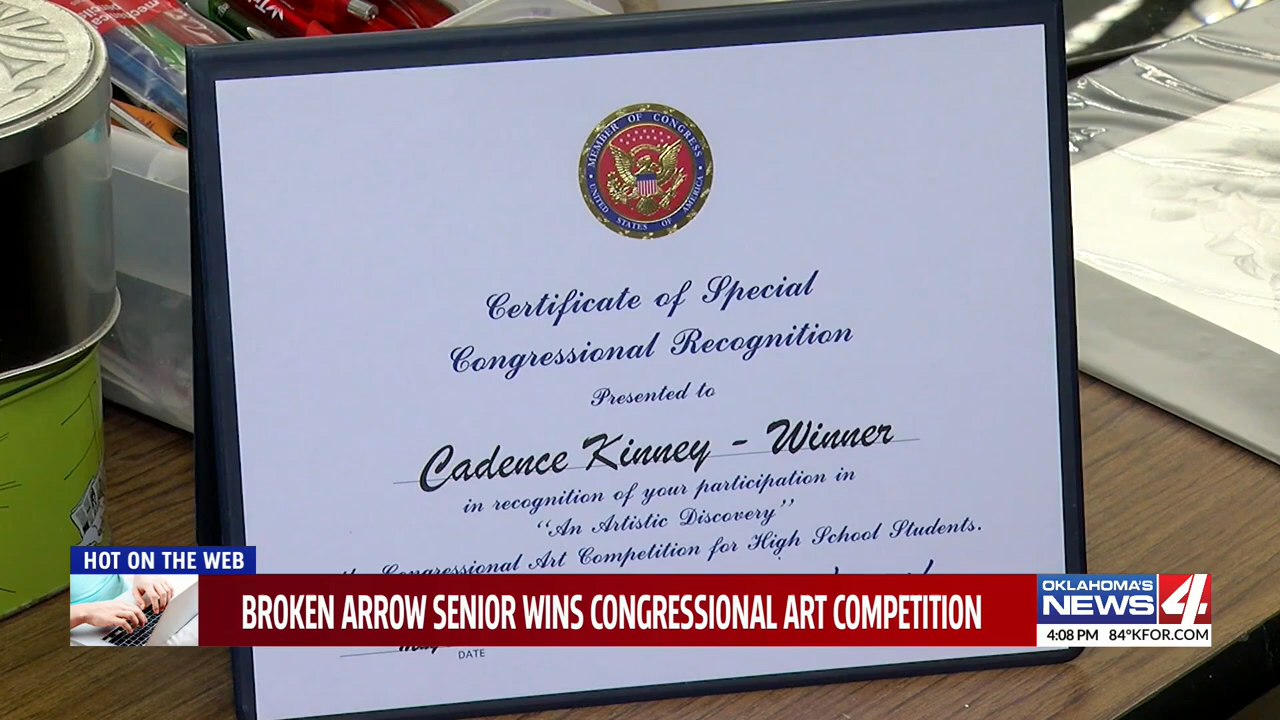 MEMBER OF CONGRESS
UNITED STATES OF AMERICA
Certificate of Special
Congressional Recognition
Presented to
Cadence Kinney - Winner
in recognition of your participation in
"An Artistic Discovery"
Congressional Art Competition for High School Students.
DATE
HOT ON THE WEB
BROKEN ARROW SENIOR WINS CONGRESSIONAL ART COMPETITION
OKLAHOMA'S
NEWS 4
4:08 PM 84° KFOR.COM